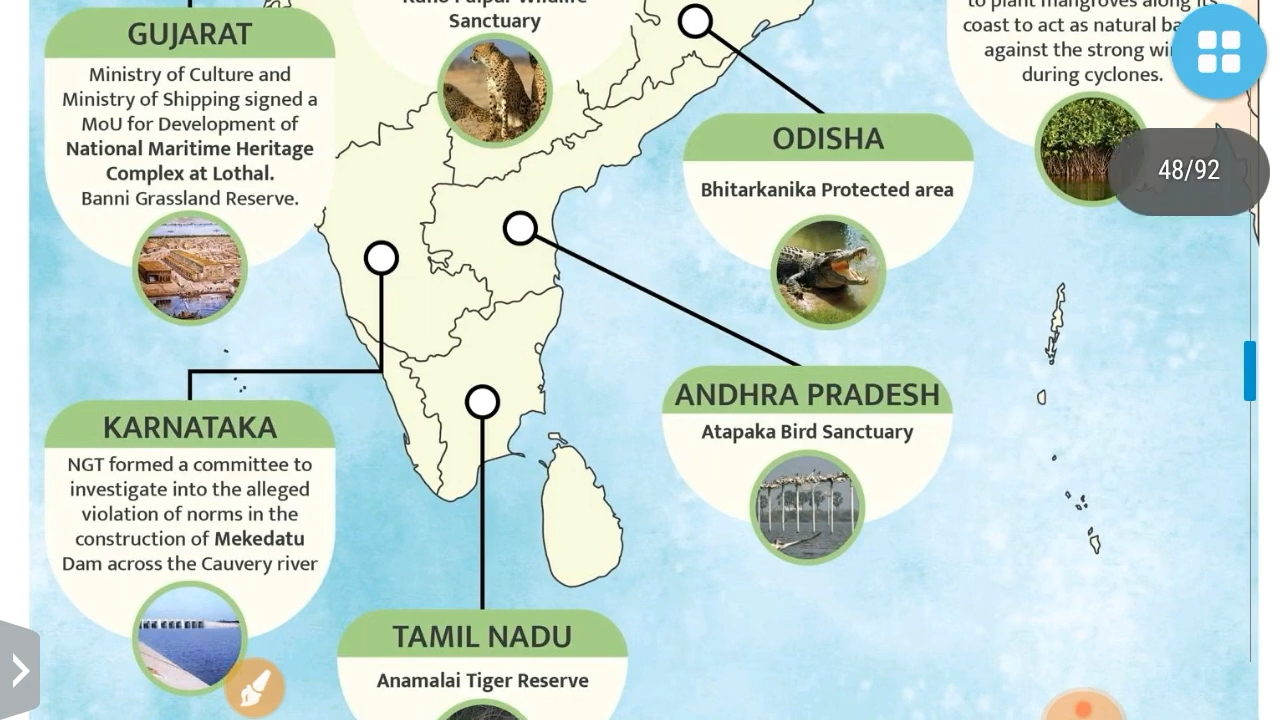 Sanctuary
to plant mangroves along its
coast to act as natural ba
against the strong wi
during cyclones.
GUJARAT
Ministry of Culture and
Ministry of Shipping signed a
MoU for Development of
National Maritime Heritage
Complex at Lothal.
Banni Grassland Reserve.
ODISHA
Bhitarkanika Protected area
48/92
KARNATAKA
NGT formed a committee to
investigate into the alleged
violation of norms in the
construction of Mekedatu
Dam across the Cauvery river
ANDHRA PRADESH
Atapaka Bird Sanctuary
TAMIL NADU
Anamalai Tiger Reserve